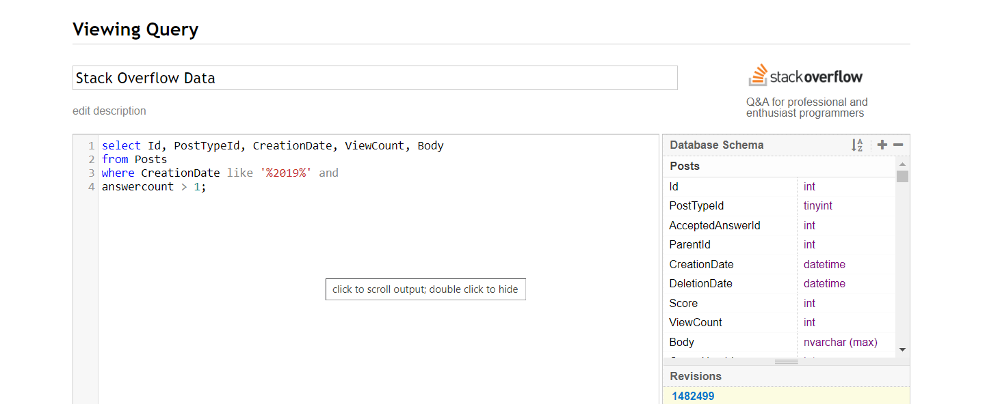 Viewing Query
Stack Overflow Data
stackoverflow
Q&A for professional and
enthusiast programmers
edit description
1 select Id, PostTypeId, CreationDate, ViewCount, Body
2 from Posts
3 where CreationDate like '%2019%' and
4 answercount > 1;
click to scroll output; double click to hide
Database Schema
Posts
Id int
PostTypeId tinyint
AcceptedAnswerId int
ParentId int
CreationDate datetime
DeletionDate datetime
Score int
ViewCount int
Body nvarchar (max)
Revisions
1482499